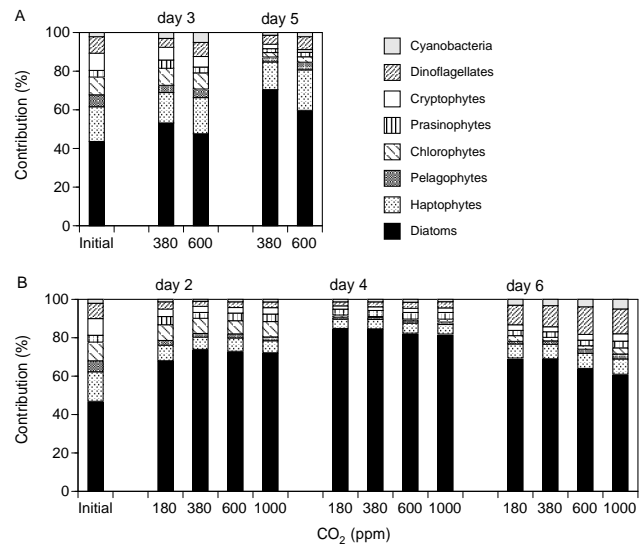 A
day 3
day 5
100
80
60
40
20
0
Contribution (%)
Initial
380
600
380
600
Cyanobacteria
Dinoflagellates
Cryptophytes
Prasinophytes
Chlorophytes
Pelagophytes
Haptophytes
Diatoms
B
day 2
day 4
day 6
100
80
60
40
20
0
Contribution (%)
Initial
180
380
600
1000
180
380
600
1000
180
380
600
1000
CO2 (ppm)